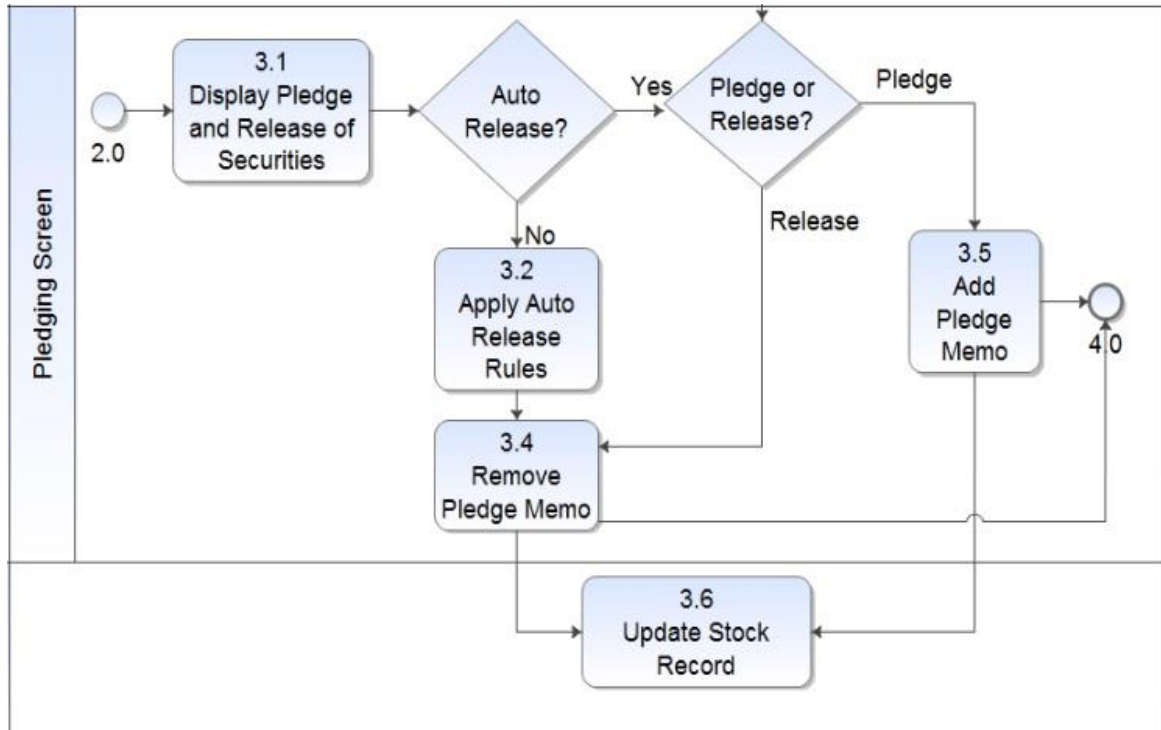 Pledging Screen
2.0
3.1
Display Pledge
and Release of
Securities
Auto
Release?
Yes
Pledge or
Release?
Pledge
Release
No
3.2
Apply Auto
Release
Rules
3.5
Add
Pledge
Memo
4.0
3.4
Remove
Pledge Memo
3.6
Update Stock
Record